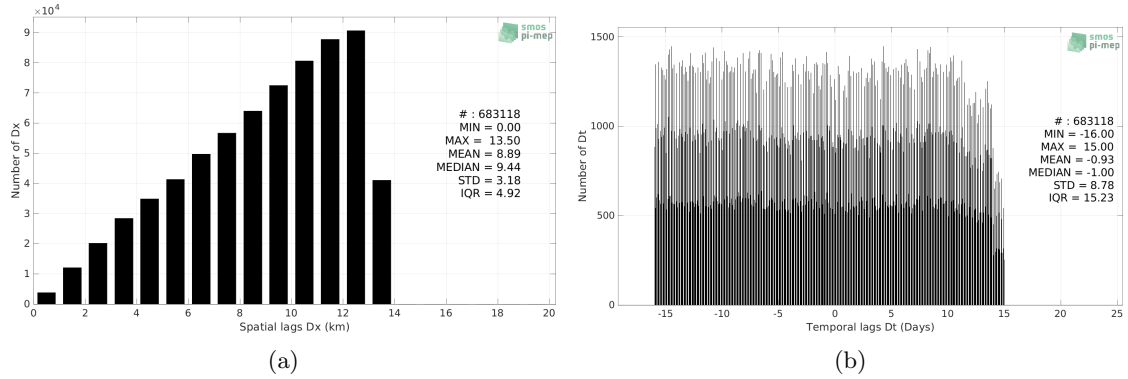 ×10⁴
9
8
7
6
5
4
3
2
1
0
Number of Dx
0 2 4 6 8 10 12 14 16 18 20
Spatial lags Dx (km)
smos
pi-mep
# : 683118
MIN = 0.00
MAX = 13.50
MEAN = 8.89
MEDIAN = 9.44
STD = 3.18
IQR = 4.92
(a)
1500
1000
500
0
Number of Dt
-15 -10 -5 0 5 10 15 20 25
Temporal lags Dt (Days)
smos
pi-mep
# : 683118
MIN = -16.00
MAX = 15.00
MEAN = -0.93
MEDIAN = -1.00
STD = 8.78
IQR = 15.23
(b)